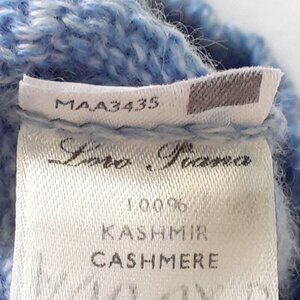 MAA3435
Loro Piana
100%
KASHMIR
CASHMERE